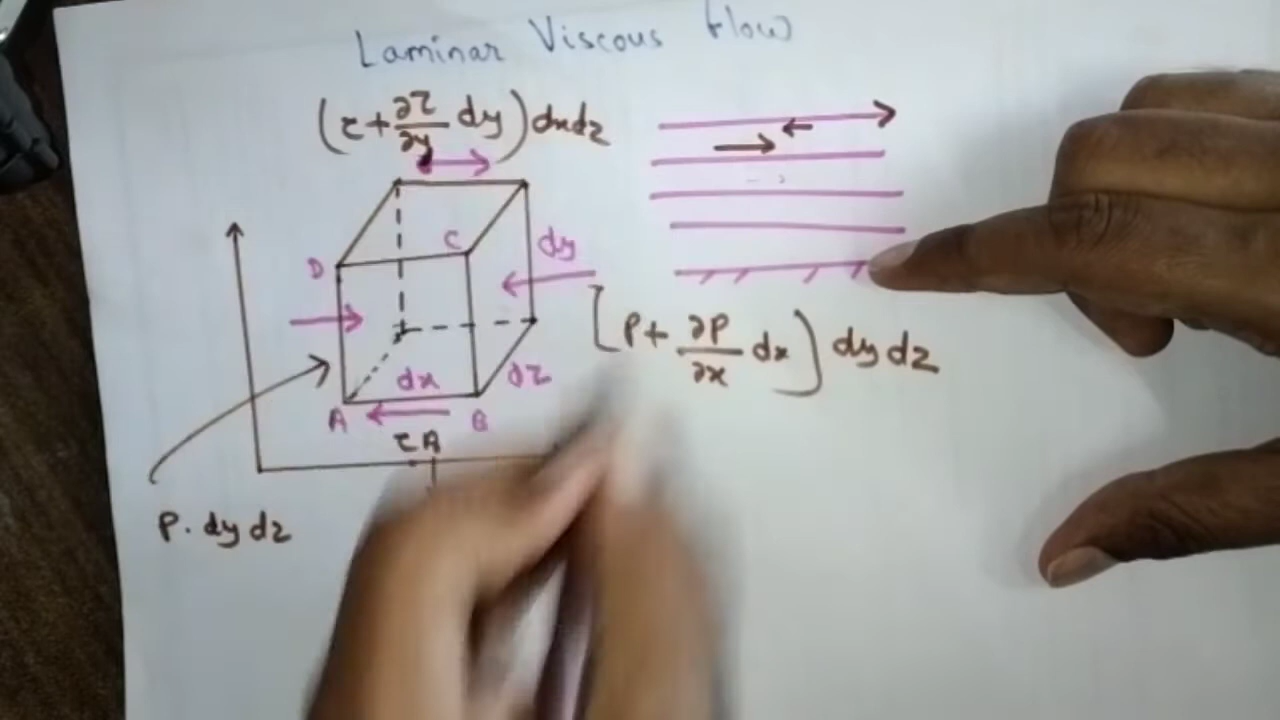 Laminar Viscous flow
(τ+∂τ/∂y dy)dxdz
D
C
dy
[P+ ∂P/∂x dx) dydz
dx
dz
A
B
τA
P. dydz